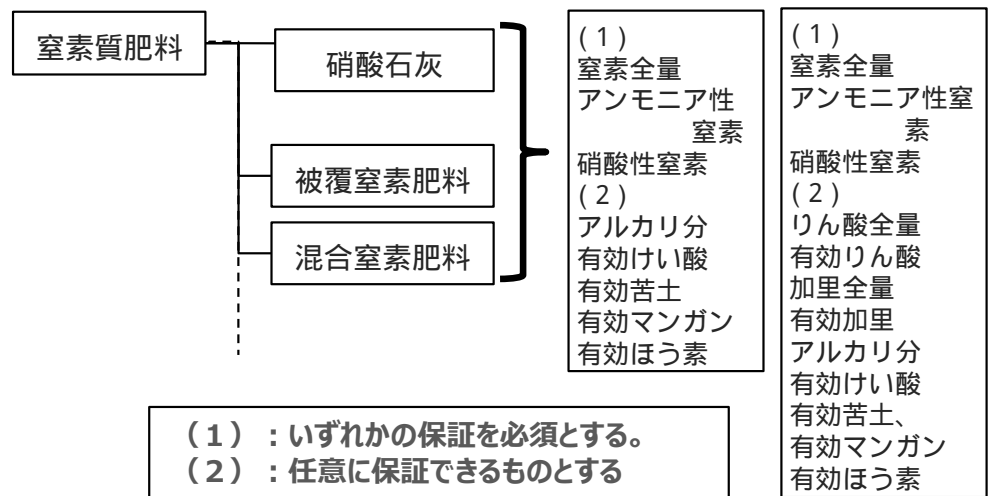 窒素質肥料
硝酸石灰
被覆窒素肥料
混合窒素肥料
(1)
窒素全量
アンモニア性
窒素
硝酸性窒素
(2)
アルカリ分
有効けい酸
有効苦土
有効マンガン
有効ほう素
(1)
窒素全量
アンモニア性窒
素
硝酸性窒素
(2)
りん酸全量
有効りん酸
加里全量
有効加里
アルカリ分
有効けい酸
有効苦土、
有効マンガン
有効ほう素
(1):いずれかの保証を必須とする。
(2):任意に保証できるものとする